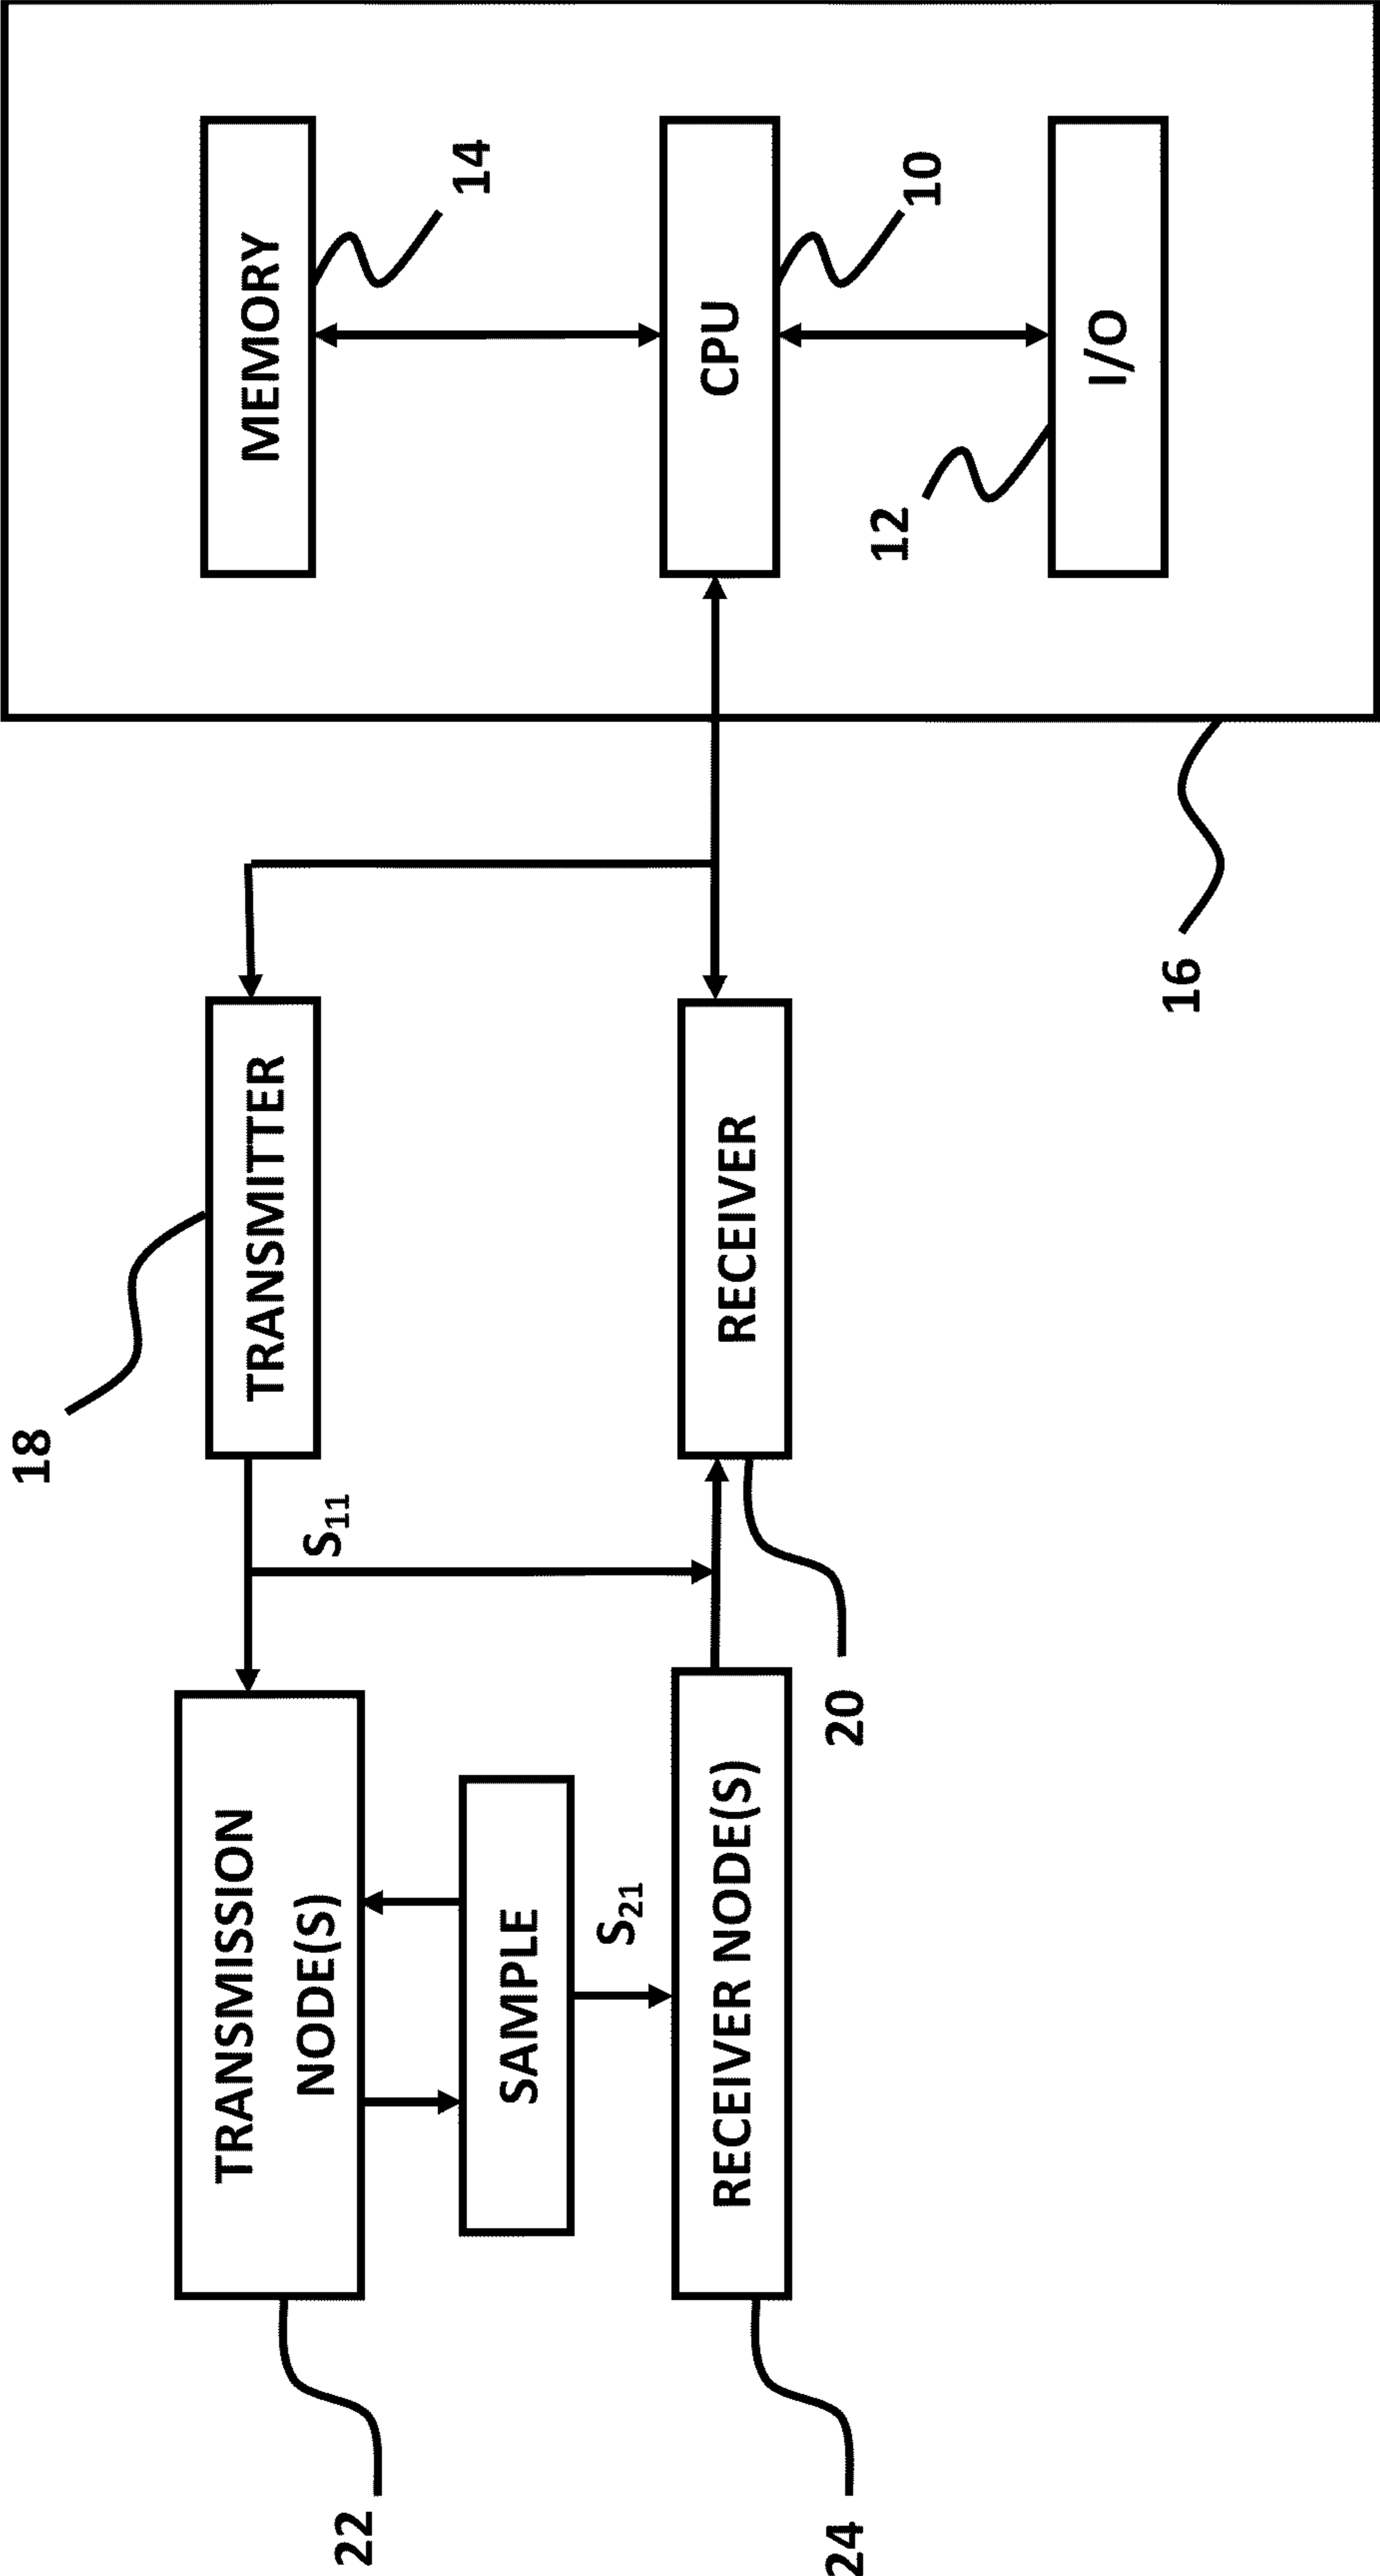 22
TRANSMISSION
NODE(S)
SAMPLE
S₂₁
RECEIVER NODE(S)
24
18
TRANSMITTER
S₁₁
RECEIVER
20
MEMORY
14
CPU
10
12
I/O
16